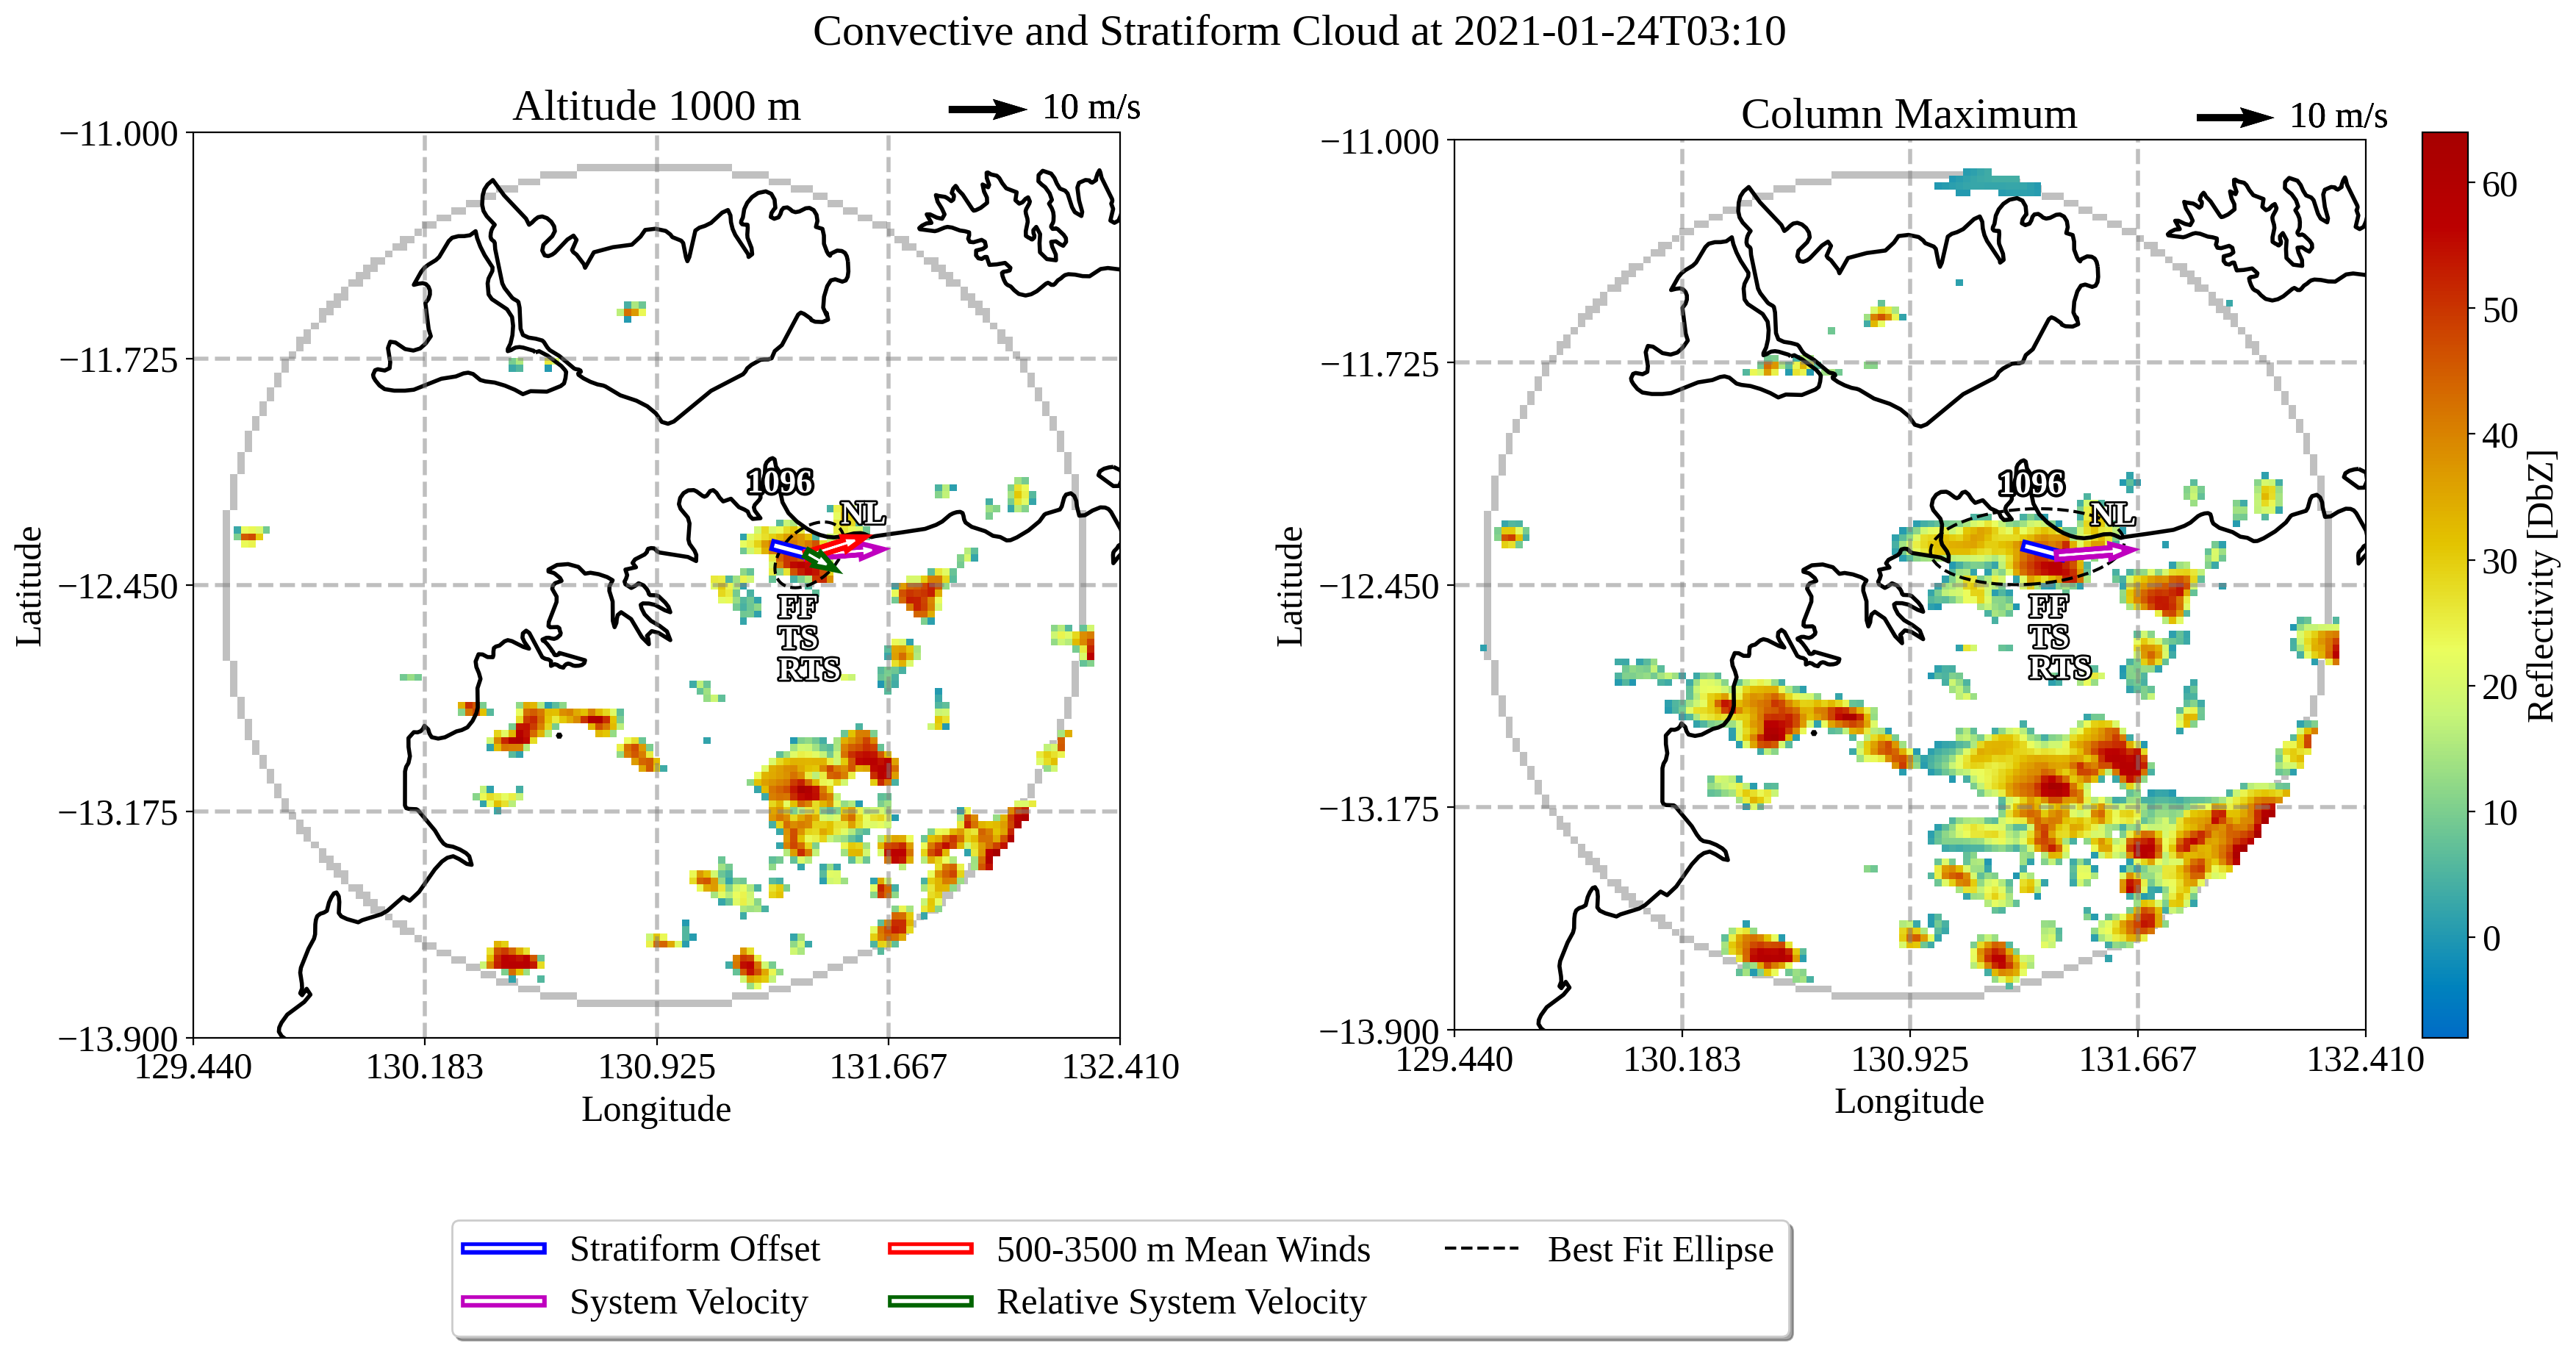 Convective and Stratiform Cloud at 2021-01-24T03:10
Altitude 1000 m
10 m/s
−11.000
−11.725
−12.450
−13.175
−13.900
Latitude
129.440
130.183
130.925
131.667
132.410
Longitude
1096
NL
FF
TS
RTS
Column Maximum
10 m/s
−11.000
−11.725
−12.450
−13.175
−13.900
Latitude
129.440
130.183
130.925
131.667
132.410
Longitude
1096
NL
FF
TS
RTS
60
50
40
30
20
10
0
Reflectivity [DbZ]
Stratiform Offset
System Velocity
500-3500 m Mean Winds
Relative System Velocity
Best Fit Ellipse